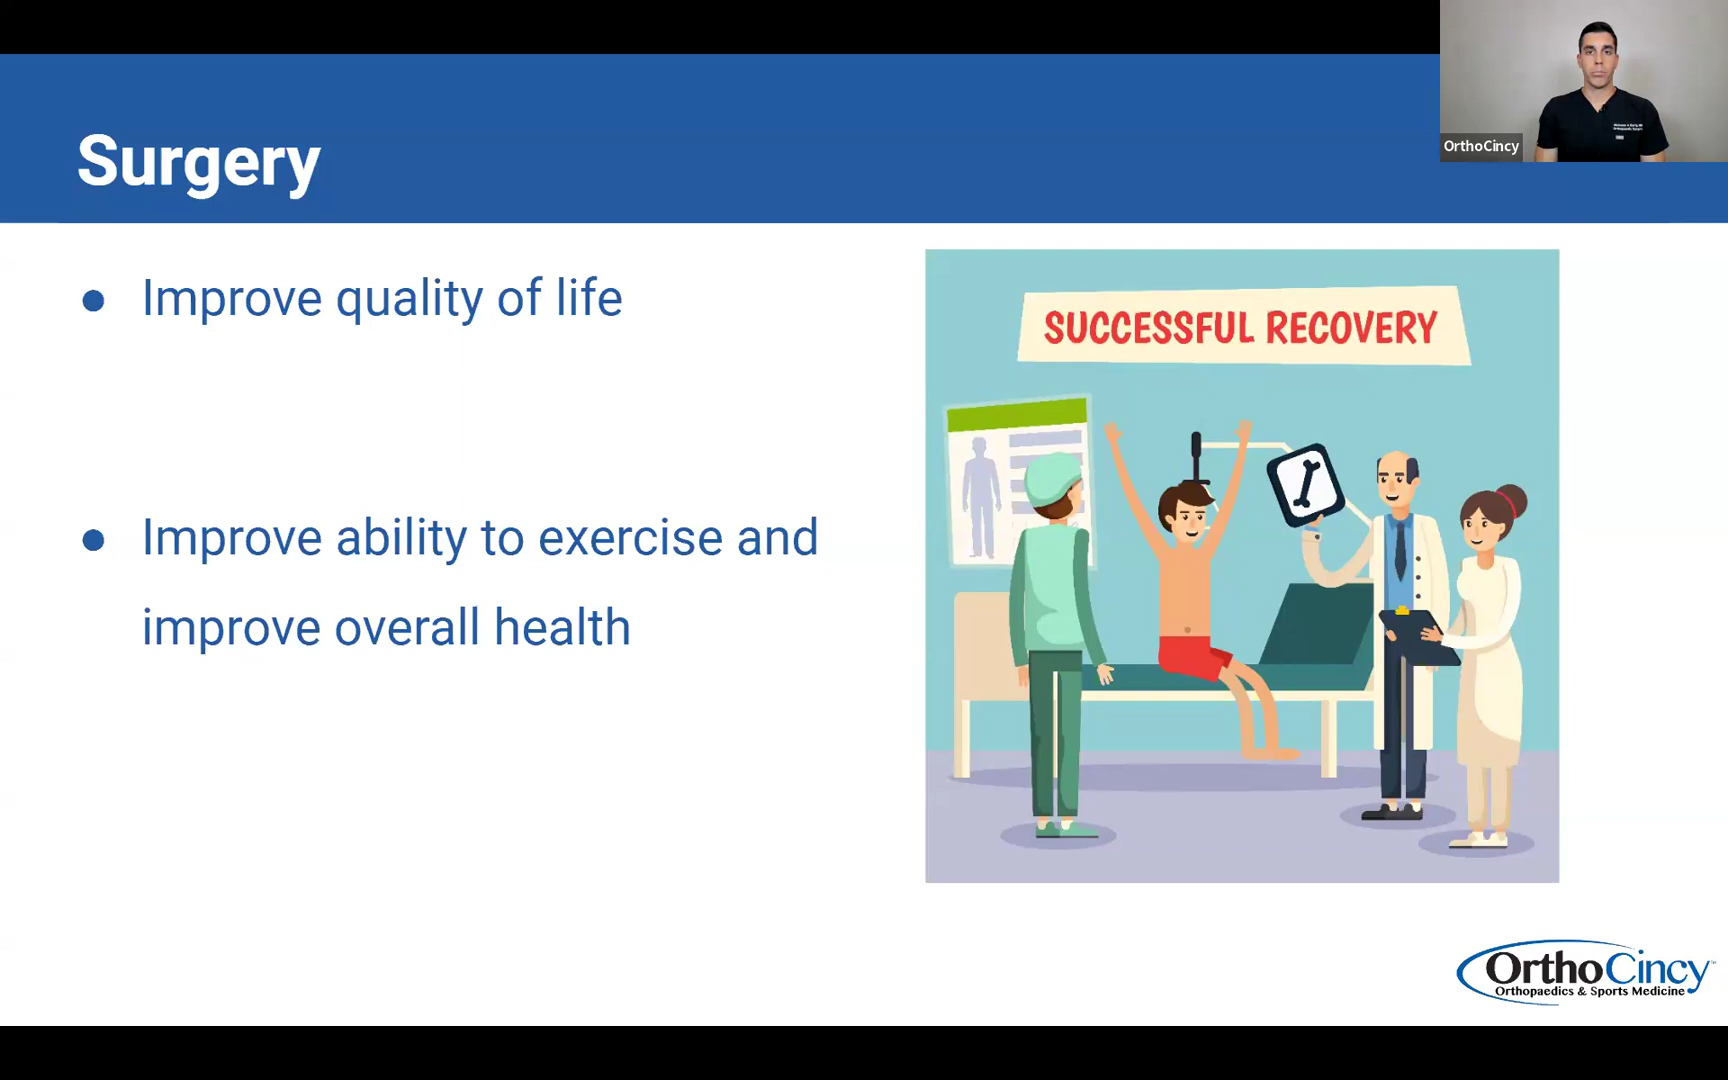 Surgery
OrthoCincy
● Improve quality of life
● Improve ability to exercise and
improve overall health
SUCCESSFUL RECOVERY
OrthoCincy™
Orthopaedics & Sports Medicine